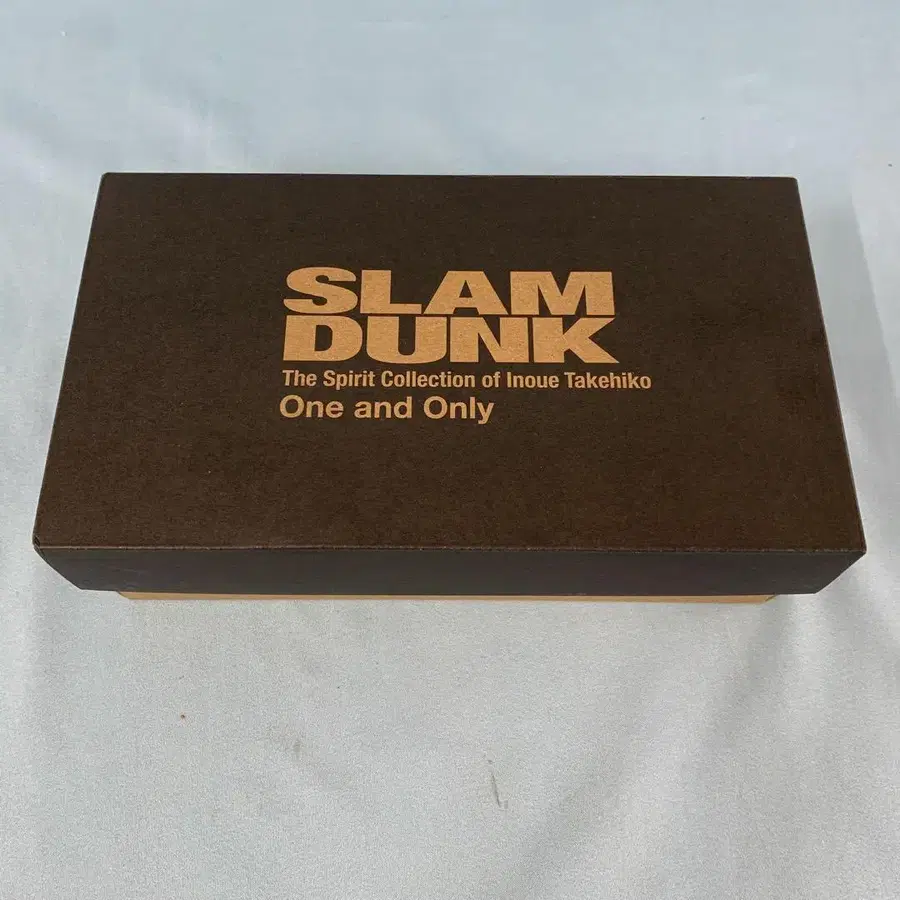 SLAM
DUNK
The Spirit Collection of Inoue Takehiko
One and Only